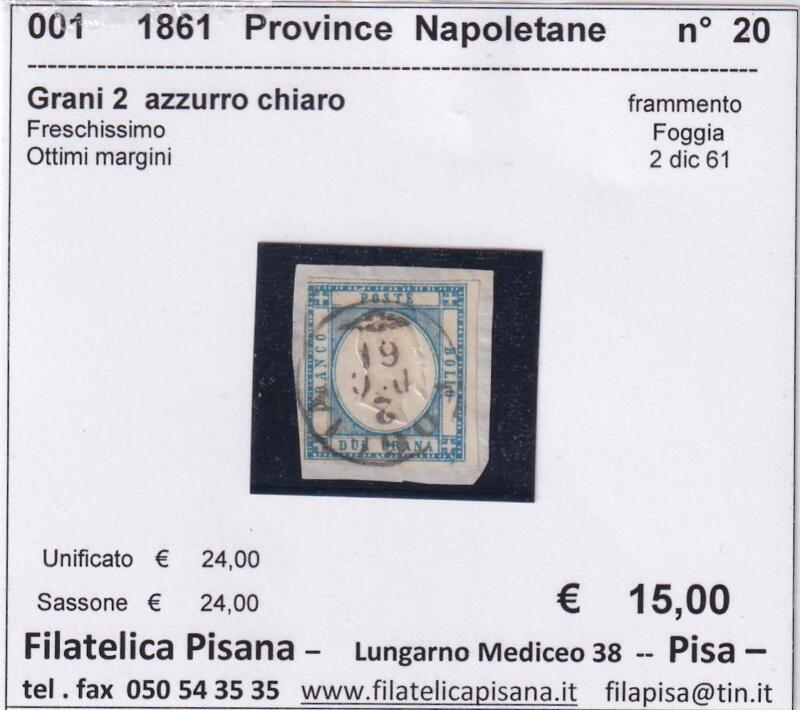 001 1861 Province Napoletane n° 20
Grani 2 azzurro chiaro frammento
Freschissimo Foggia
Ottimi margini 2 dic 61
POSTE
FRANCO
BOLLO
DUE GRANA
61
2
Unificato € 24,00
Sassone € 24,00 € 15,00
Filatelica Pisana – Lungarno Mediceo 38 -- Pisa –
tel . fax 050 54 35 35 www.filatelicapisana.it filapisa@tin.it